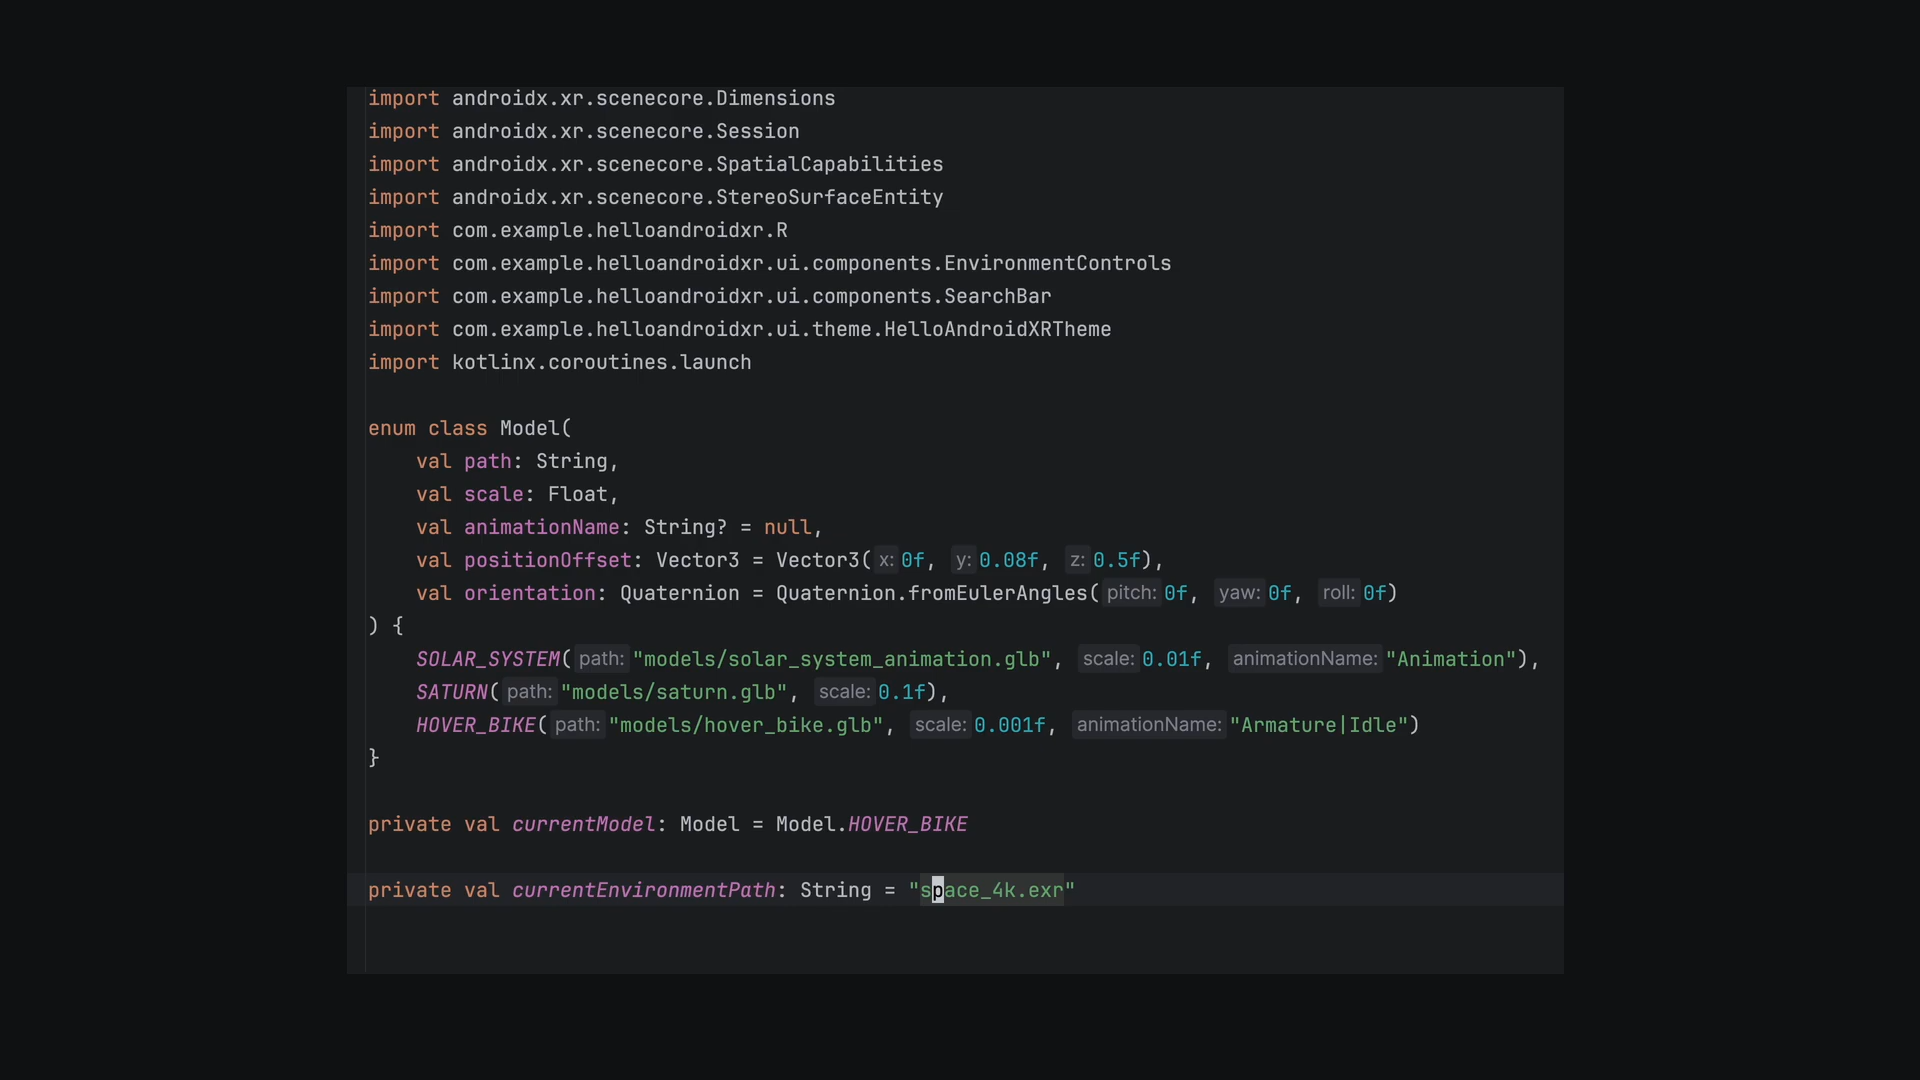 import androidx.xr.scenecore.Dimensions
import androidx.xr.scenecore.Session
import androidx.xr.scenecore.SpatialCapabilities
import androidx.xr.scenecore.StereoSurfaceEntity
import com.example.helloandroidxr.R
import com.example.helloandroidxr.ui.components.EnvironmentControls
import com.example.helloandroidxr.ui.components.SearchBar
import com.example.helloandroidxr.ui.theme.HelloAndroidXRTheme
import kotlinx.coroutines.launch

enum class Model(
    val path: String,
    val scale: Float,
    val animationName: String? = null,
    val positionOffset: Vector3 = Vector3( x: 0f, y: 0.08f, z: 0.5f),
    val orientation: Quaternion = Quaternion.fromEulerAngles( pitch: 0f, yaw: 0f, roll: 0f)
) {
    SOLAR_SYSTEM( path: "models/solar_system_animation.glb", scale: 0.01f, animationName: "Animation"),
    SATURN( path: "models/saturn.glb", scale: 0.1f),
    HOVER_BIKE( path: "models/hover_bike.glb", scale: 0.001f, animationName: "Armature|Idle")
}

private val currentModel: Model = Model.HOVER_BIKE

private val currentEnvironmentPath: String = "space_4k.exr"